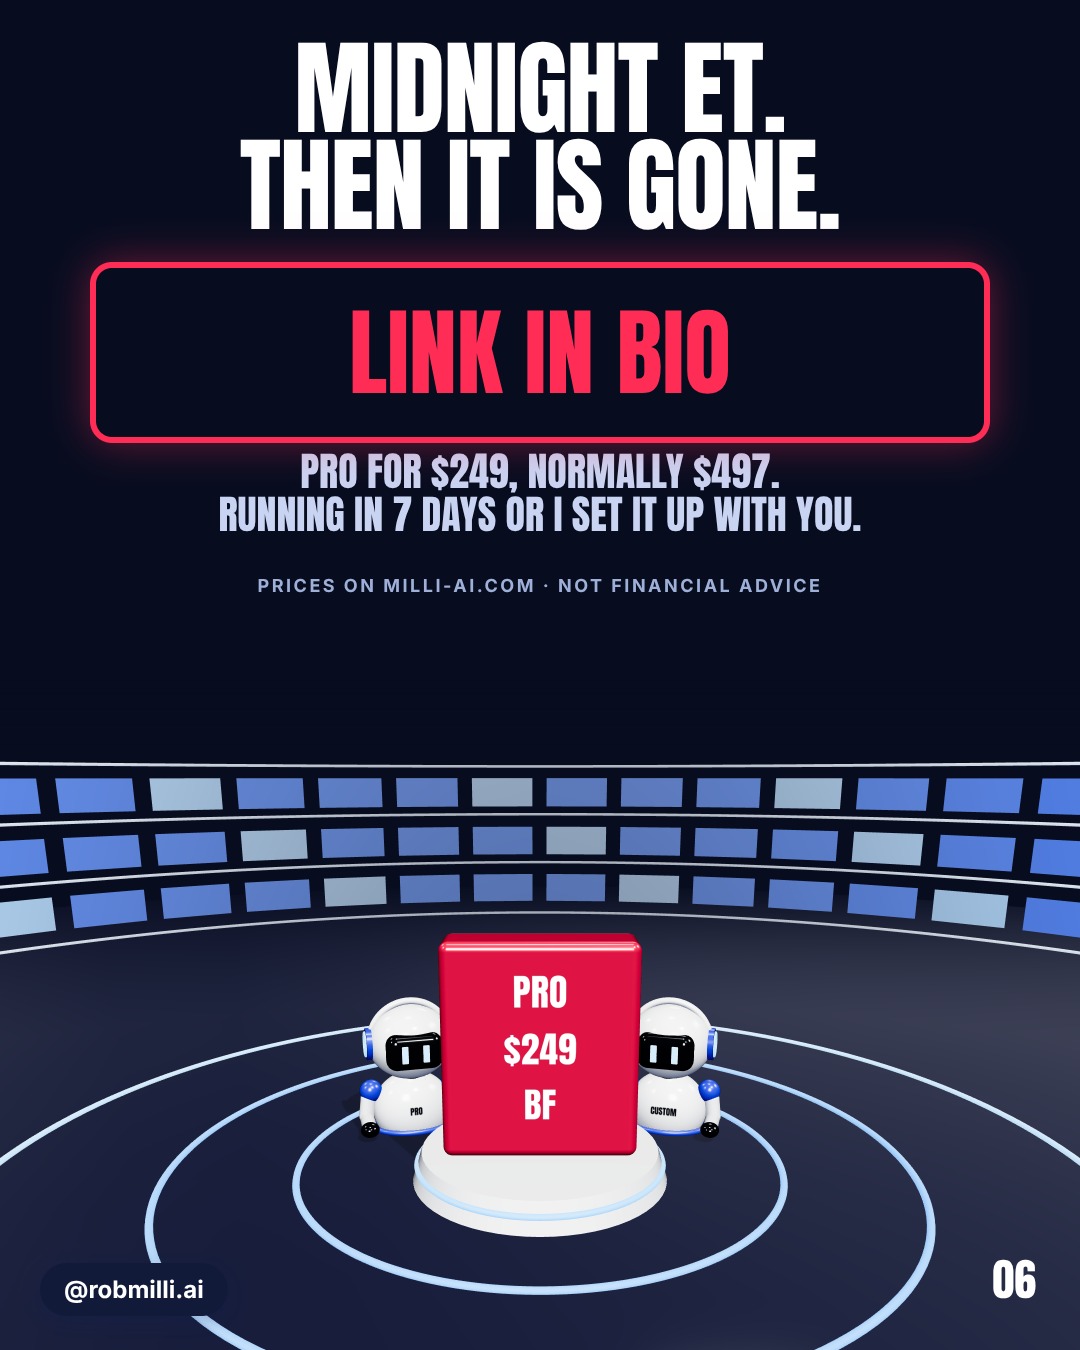 MIDNIGHT ET.
THEN IT IS GONE.
LINK IN BIO
PRO FOR $249, NORMALLY $497.
RUNNING IN 7 DAYS OR I SET IT UP WITH YOU.
PRICES ON MILLI-AI.COM · NOT FINANCIAL ADVICE
PRO
$249
BF
PRO
CUSTOM
@robmilli.ai
06